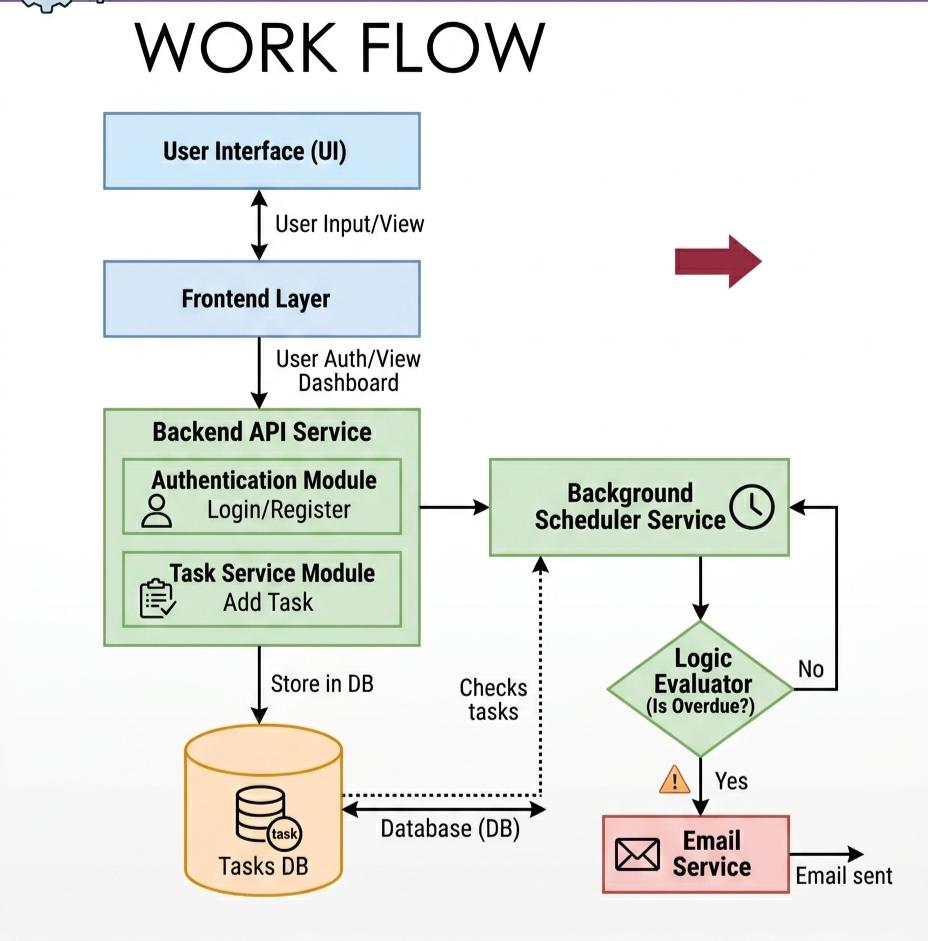 WORK FLOW
User Interface (UI)
User Input/View
Frontend Layer
User Auth/View
Dashboard
Backend API Service
Authentication Module
Login/Register
Task Service Module
Add Task
Background
Scheduler Service
Store in DB
Checks
tasks
Logic
Evaluator
(Is Overdue?)
No
Yes
task
Tasks DB
Database (DB)
Email
Service
Email sent